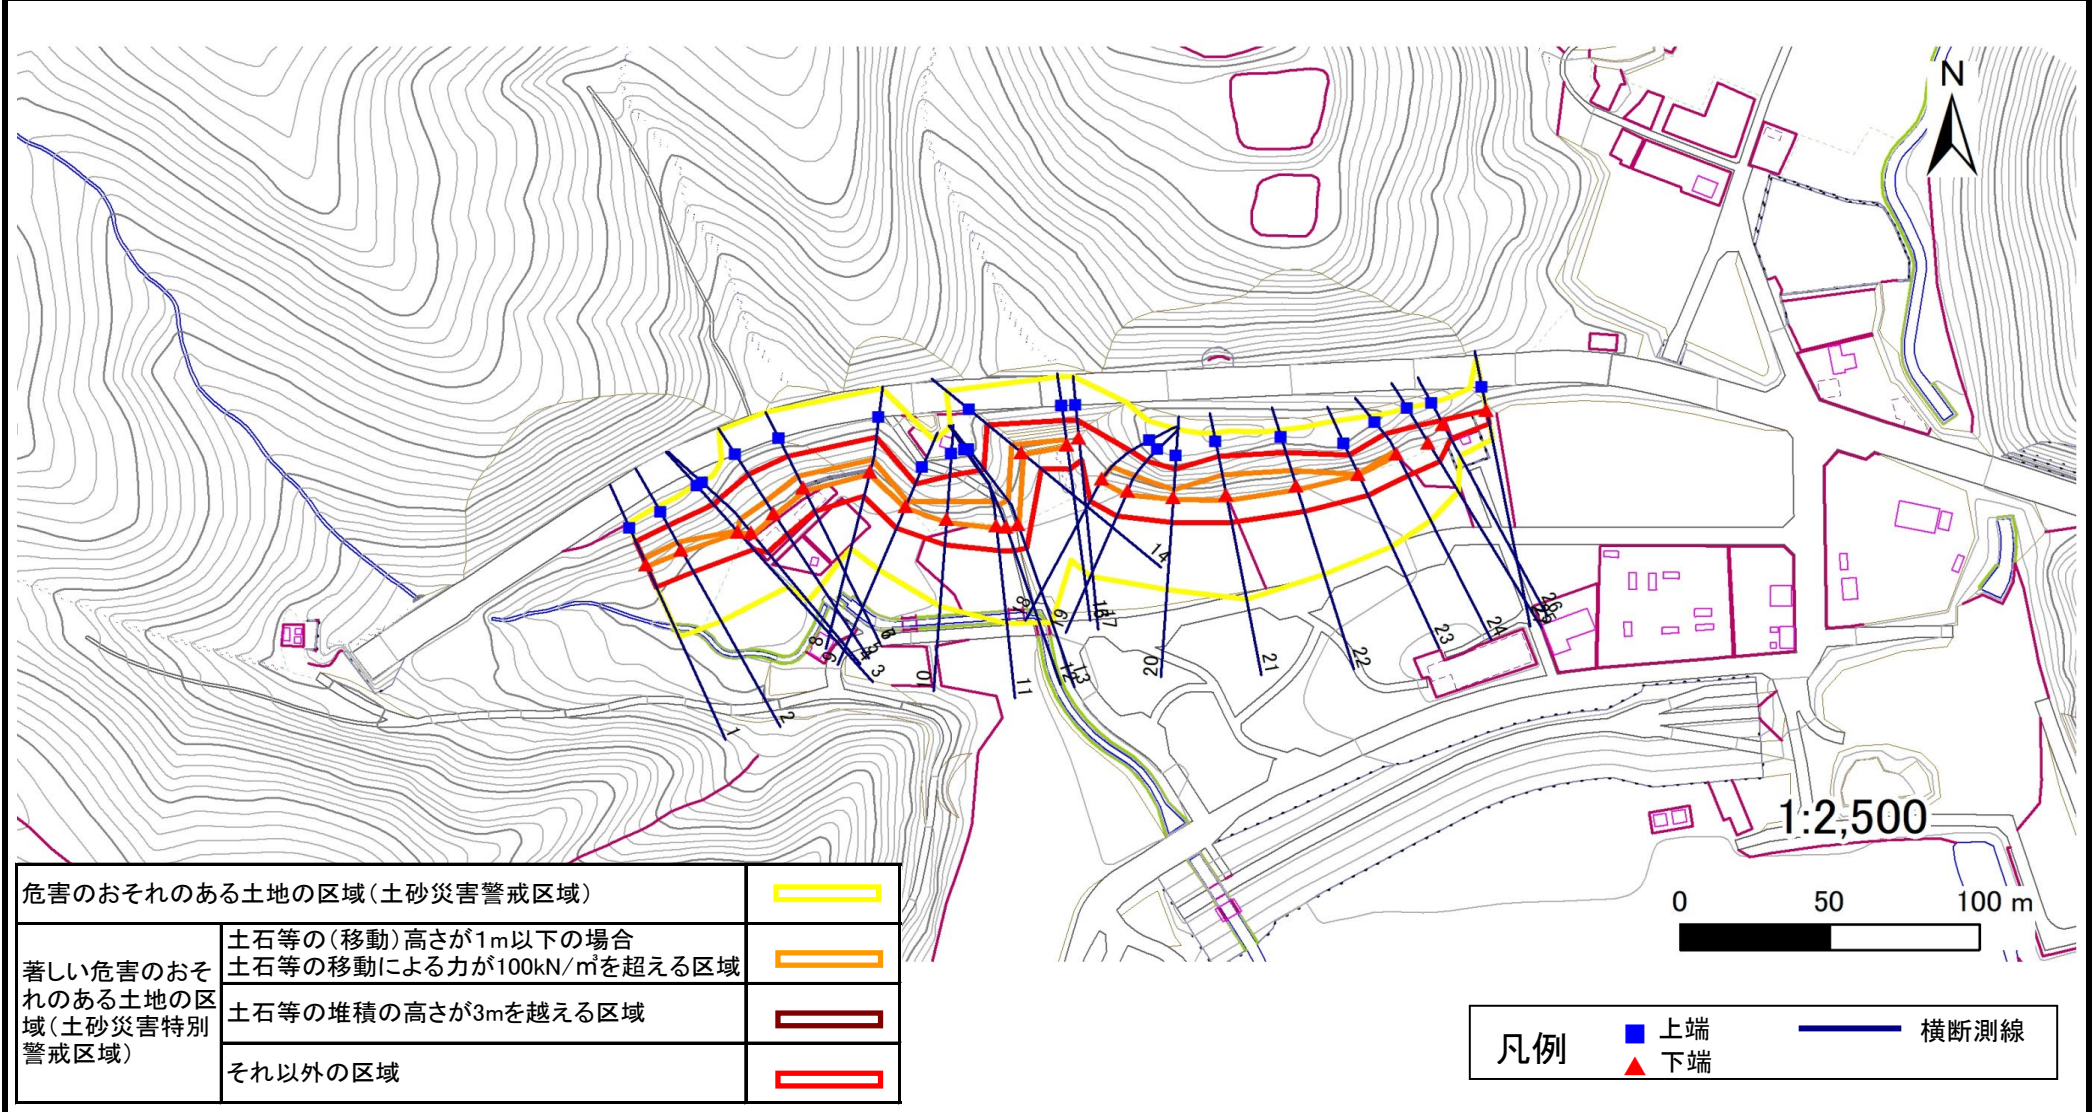 N
14
1
2
3
4
5
8
9
10
11
12
13
17
20
21
22
23
24
26
1:2,500
0 50 100 m
危害のおそれのある土地の区域(土砂災害警戒区域)
著しい危害のおそ
れのある土地の区
域(土砂災害特別
警戒区域)
土石等の(移動)高さが1m以下の場合
土石等の移動による力が100kN/㎥を超える区域
土石等の堆積の高さが3mを越える区域
それ以外の区域
凡例
上端
下端
横断測線